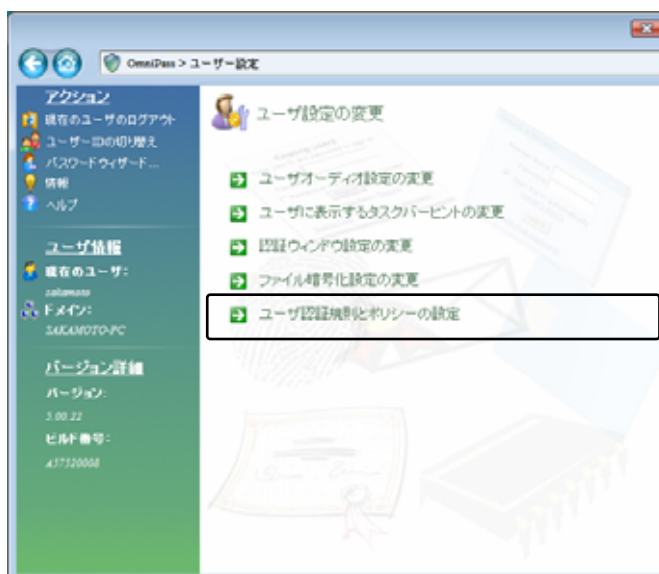 OmniPass > ユーザー設定
アクション
現在のユーザのログアウト
ユーザーIDの切り替え
パスワードウィザード...
情報
ヘルプ
ユーザ情報
現在のユーザ:
sakamoto
ドメイン:
SAKAMOTO-PC
バージョン詳細
バージョン:
5.00.22
ビルド番号:
A57520008
ユーザ設定の変更
ユーザオーディオ設定の変更
ユーザに表示するタスクバーヒントの変更
認証ウィンドウ設定の変更
ファイル暗号化設定の変更
ユーザ認証規則とポリシーの設定